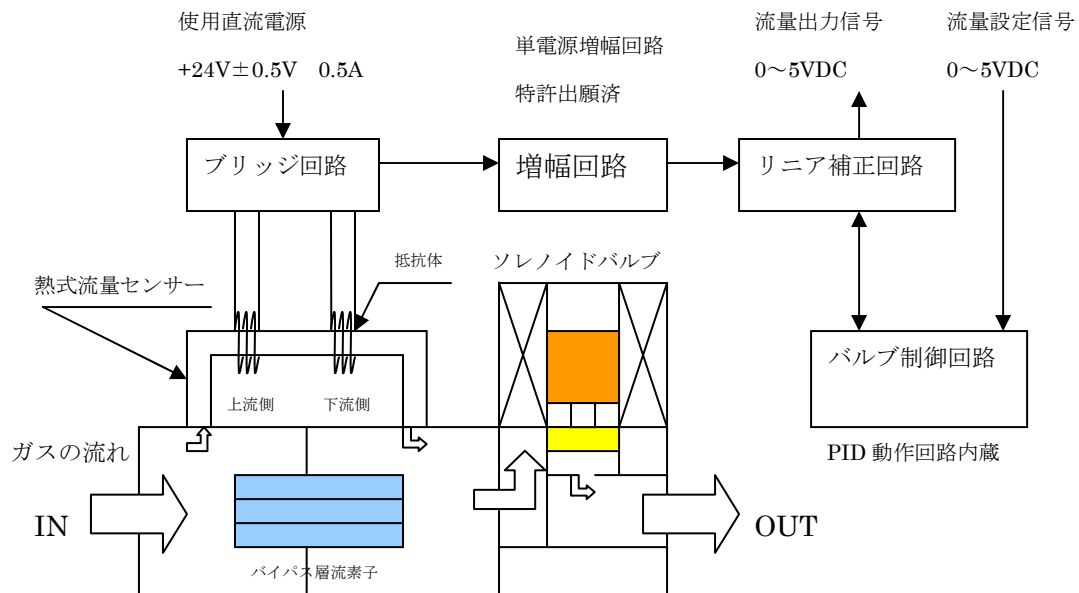 使用直流電源
+24V±0.5V 0.5A
単電源増幅回路
特許出願済
流量出力信号
0～5VDC
流量設定信号
0～5VDC
ブリッジ回路
増幅回路
リニア補正回路
熱式流量センサー
抵抗体
ソレノイドバルブ
バルブ制御回路
上流側
下流側
PID 動作回路内蔵
ガスの流れ
IN
OUT
バイパス層流素子